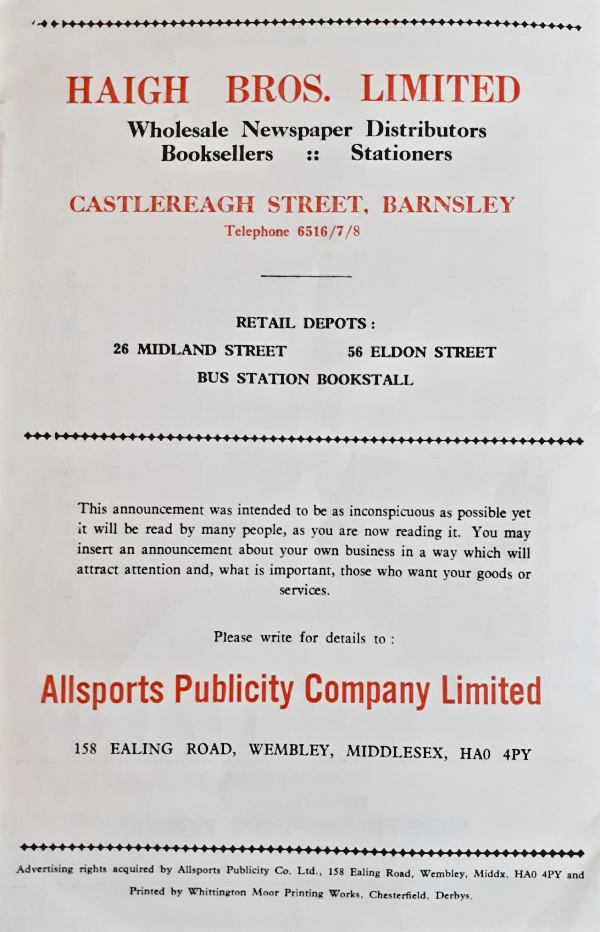 HAIGH BROS. LIMITED
Wholesale Newspaper Distributors
Booksellers :: Stationers
CASTLEREAGH STREET, BARNSLEY
Telephone 6516/7/8
RETAIL DEPOTS :
26 MIDLAND STREET 56 ELDON STREET
BUS STATION BOOKSTALL
This announcement was intended to be as inconspicuous as possible yet
it will be read by many people, as you are now reading it. You may
insert an announcement about your own business in a way which will
attract attention and, what is important, those who want your goods or
services.
Please write for details to :
Allsports Publicity Company Limited
158 EALING ROAD, WEMBLEY, MIDDLESEX, HA0 4PY
Advertising rights acquired by Allsports Publicity Co. Ltd., 158 Ealing Road, Wembley, Middx, HA0 4PY and
Printed by Whittington Moor Printing Works, Chesterfield, Derbys.